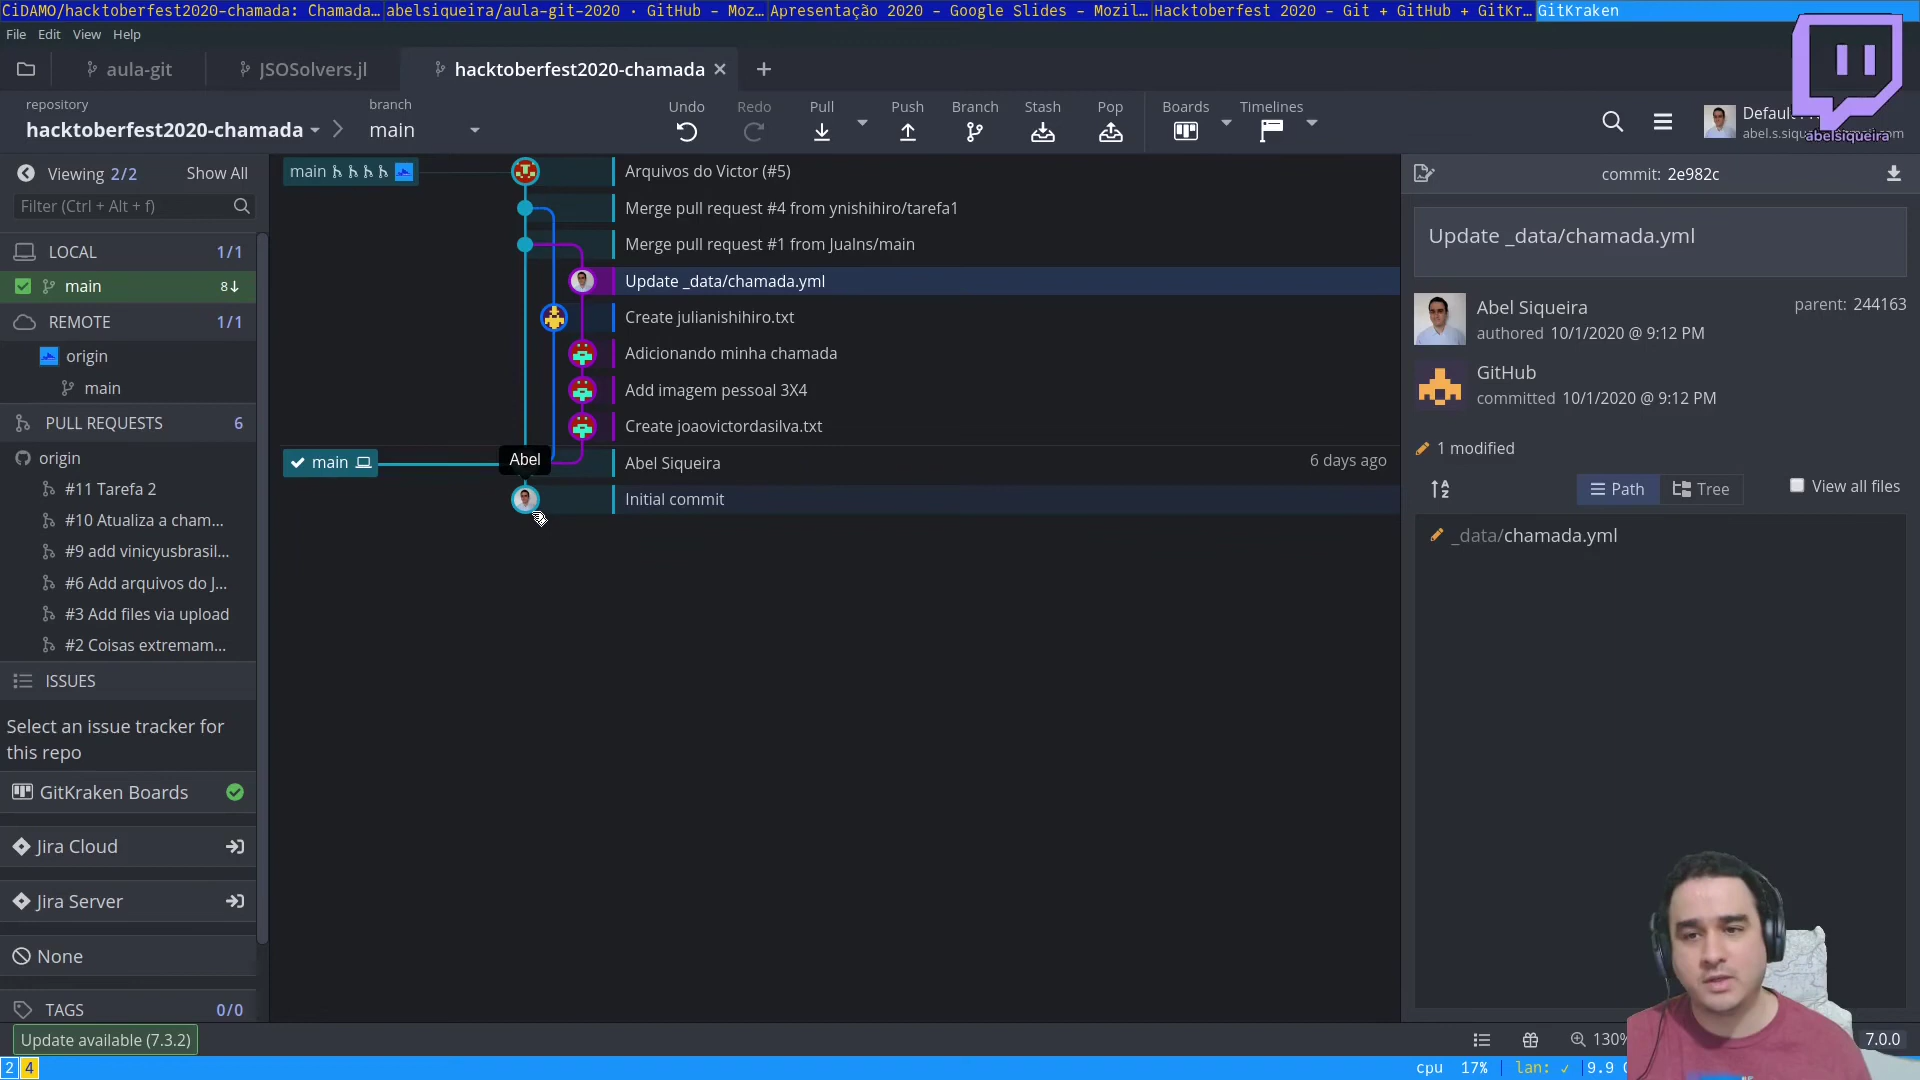 CiDAMO/hacktoberfest2020-chamada: Chamada… abelsiqueira/aula-git-2020 · GitHub – Moz… Apresentação 2020 – Google Slides – Mozil… Hacktoberfest 2020 – Git + GitHub + GitKr… GitKraken
File Edit View Help
aula-git JSOSolvers.jl hacktoberfest2020-chamada
repository branch
hacktoberfest2020-chamada main
Undo Redo Pull Push Branch Stash Pop Boards Timelines
abel.s.siqu
abelsiqueira
Viewing 2/2 Show All
Filter (Ctrl + Alt + f)
LOCAL 1/1
main 8↓
REMOTE 1/1
origin
main
PULL REQUESTS 6
origin
#11 Tarefa 2
#10 Atualiza a cham...
#9 add vinicyusbrasil...
#6 Add arquivos do J...
#3 Add files via upload
#2 Coisas extremam...
ISSUES
Select an issue tracker for
this repo
GitKraken Boards
Jira Cloud
Jira Server
None
TAGS 0/0
Update available (7.3.2)
main Arquivos do Victor (#5)
Merge pull request #4 from ynishihiro/tarefa1
Merge pull request #1 from Jualns/main
Update _data/chamada.yml
Create julianishihiro.txt
Adicionando minha chamada
Add imagem pessoal 3X4
Create joaovictordasilva.txt
main Abel Abel Siqueira 6 days ago
Initial commit
commit: 2e982c
Update _data/chamada.yml
Abel Siqueira parent: 244163
authored 10/1/2020 @ 9:12 PM
GitHub
committed 10/1/2020 @ 9:12 PM
1 modified
Path Tree View all files
_data/chamada.yml
130% 7.0.0
2 4 cpu 17% lan: ✓ 9.9